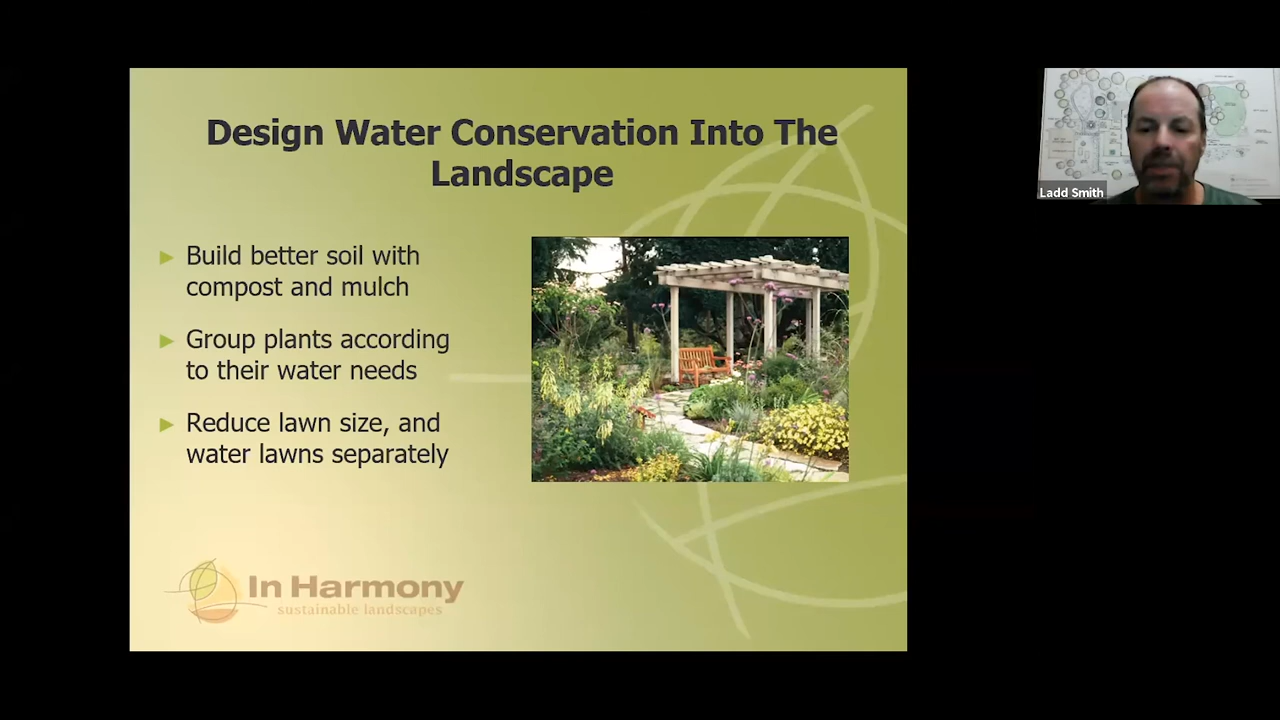 Design Water Conservation Into The
Landscape
Build better soil with
compost and mulch
Group plants according
to their water needs
Reduce lawn size, and
water lawns separately
In Harmony
sustainable landscapes
Ladd Smith